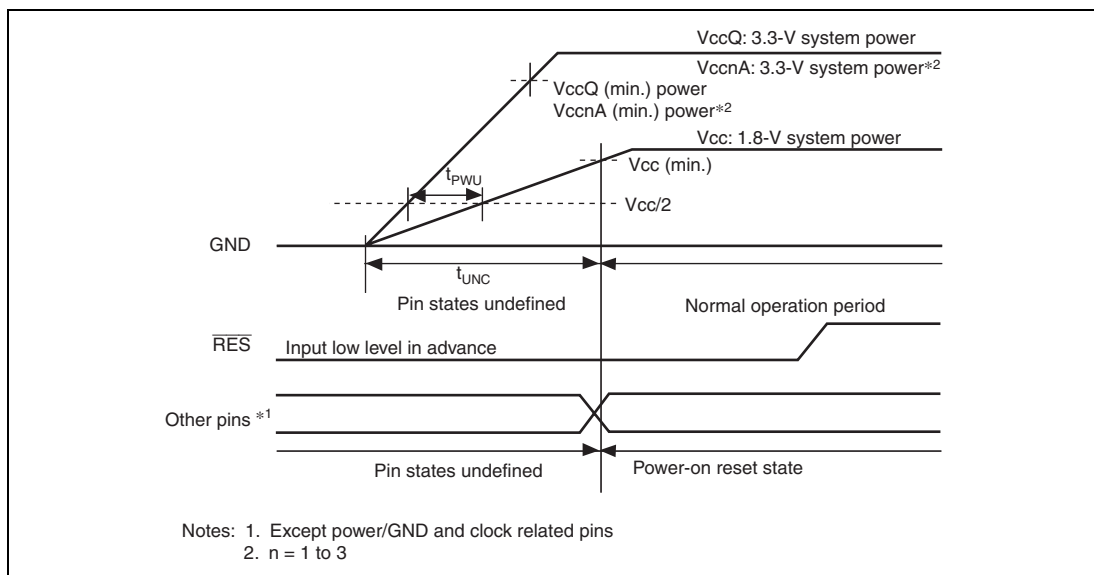 VccQ: 3.3-V system power
VccnA: 3.3-V system power*2
VccQ (min.) power
VccnA (min.) power*2
Vcc: 1.8-V system power
Vcc (min.)
tPWU
Vcc/2
GND
tUNC
Pin states undefined
Normal operation period
RES
Input low level in advance
Other pins *1
Pin states undefined
Power-on reset state
Notes: 1. Except power/GND and clock related pins
2. n = 1 to 3